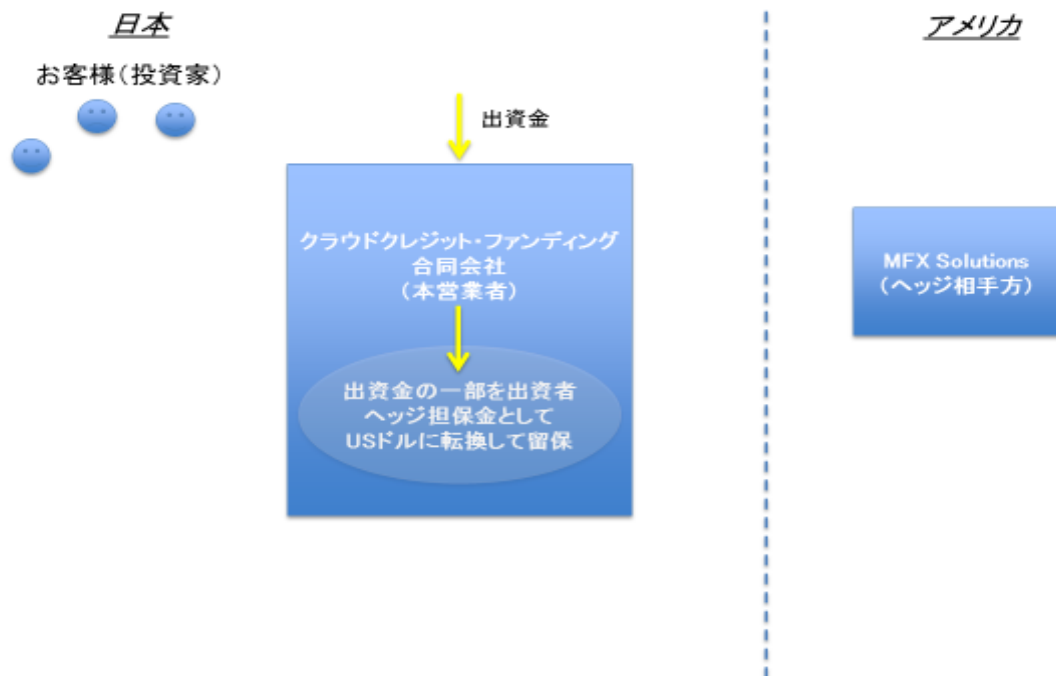 日本
アメリカ
お客様(投資家)
出資金
クラウドクレジット・ファンディング
合同会社
(本営業者)
MFX Solutions
(ヘッジ相手方)
出資金の一部を出資者
ヘッジ担保金として
USドルに転換して留保